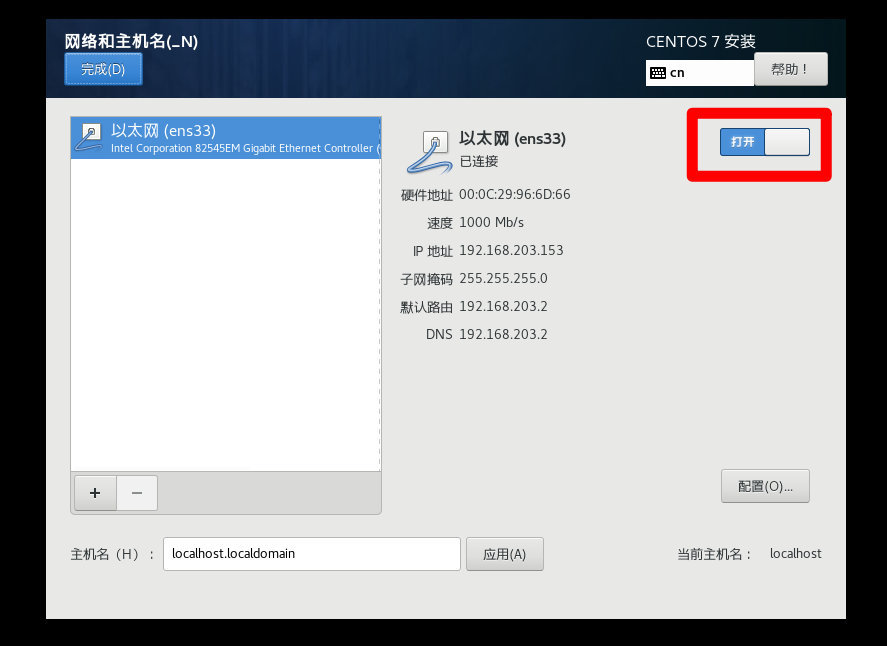 网络和主机名(_N)
CENTOS 7 安装
完成(D)
cn
帮助！
以太网 (ens33)
Intel Corporation 82545EM Gigabit Ethernet Controller (
以太网 (ens33)
已连接
打开
硬件地址 00:0C:29:96:6D:66
速度 1000 Mb/s
IP 地址 192.168.203.153
子网掩码 255.255.255.0
默认路由 192.168.203.2
DNS 192.168.203.2
+ −
配置(O)...
主机名（H）： localhost.localdomain 应用(A) 当前主机名： localhost